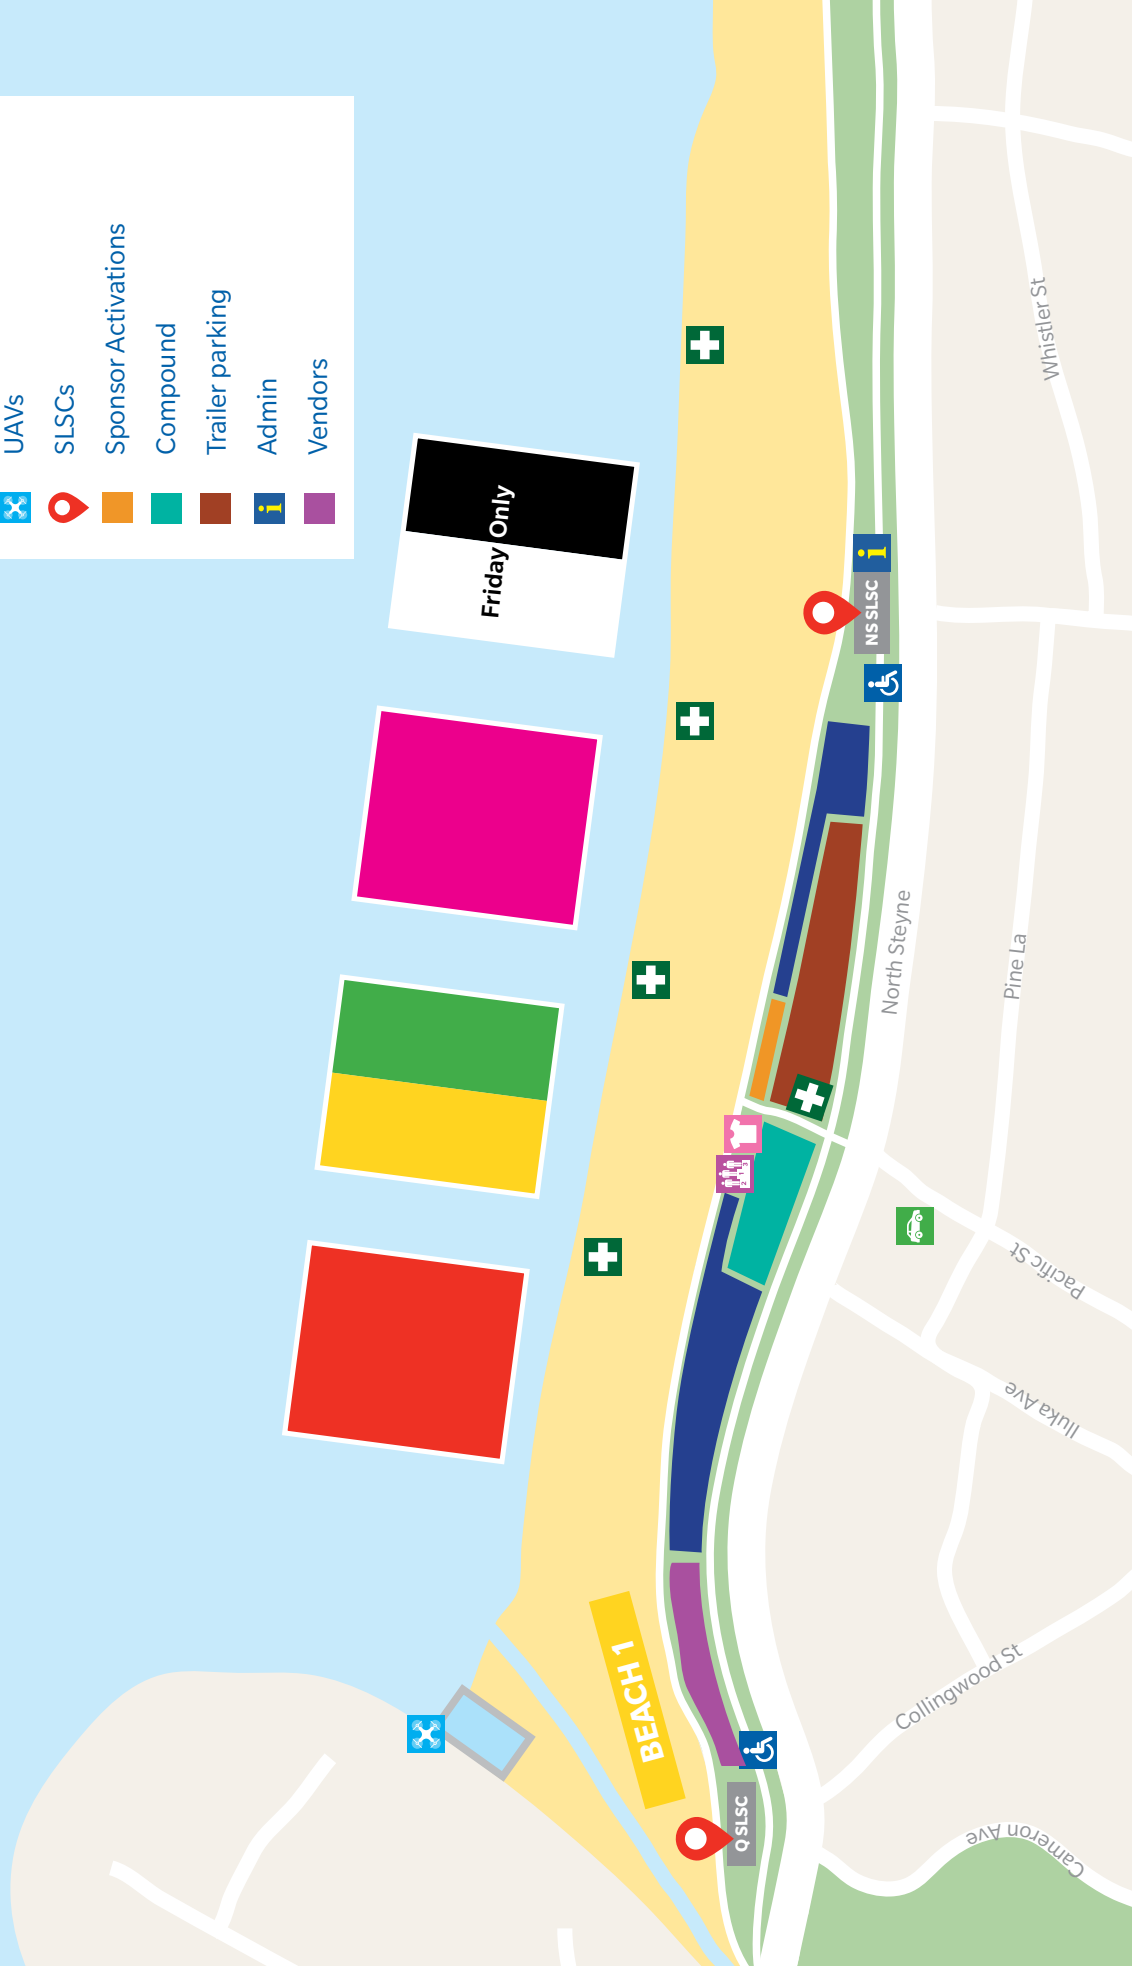 UAVs
SLSCs
Sponsor Activations
Compound
Trailer parking
Admin
Vendors
Friday Only
NS SLSC
Whistler St
North Steyne
Pine La
Pacific St
Iluka Ave
Collingwood St
BEACH 1
Q SLSC
Cameron Ave